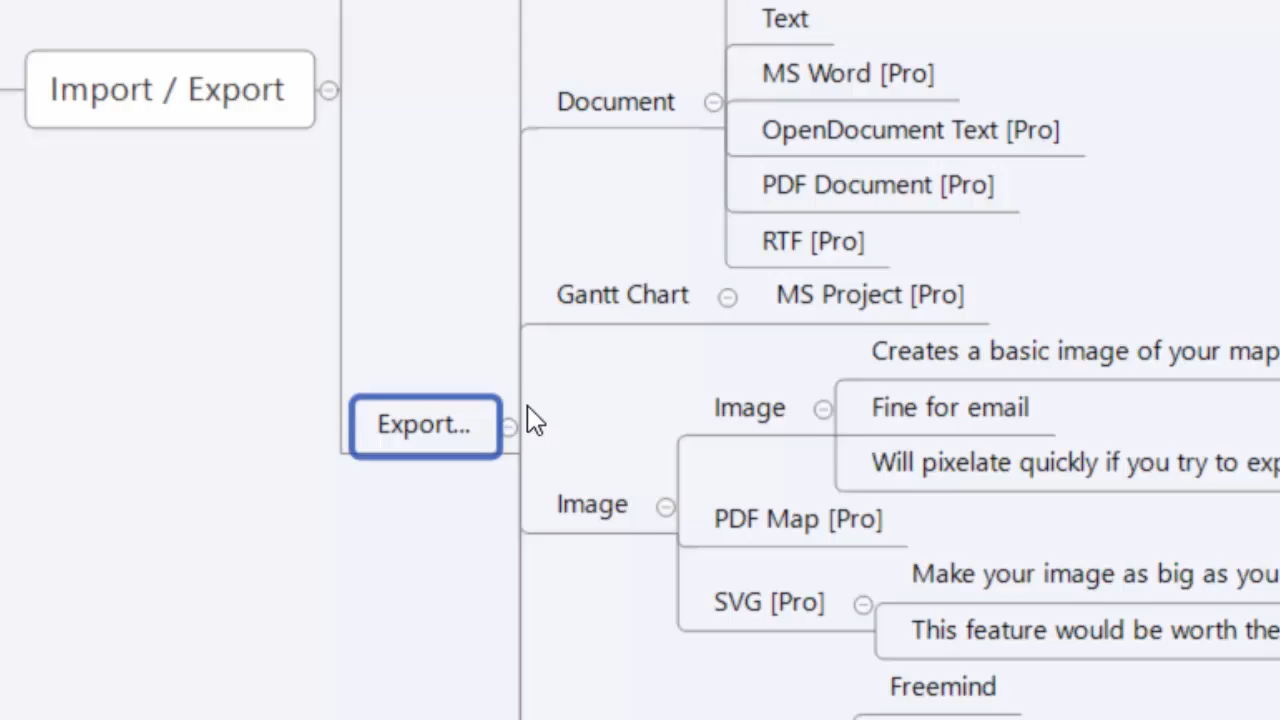 Import / Export
Export...
Document
Text
MS Word [Pro]
OpenDocument Text [Pro]
PDF Document [Pro]
RTF [Pro]
Gantt Chart
MS Project [Pro]
Image
Image
Creates a basic image of your map
Fine for email
Will pixelate quickly if you try to
PDF Map [Pro]
SVG [Pro]
Make your image as big as you
This feature would be worth the
Freemind